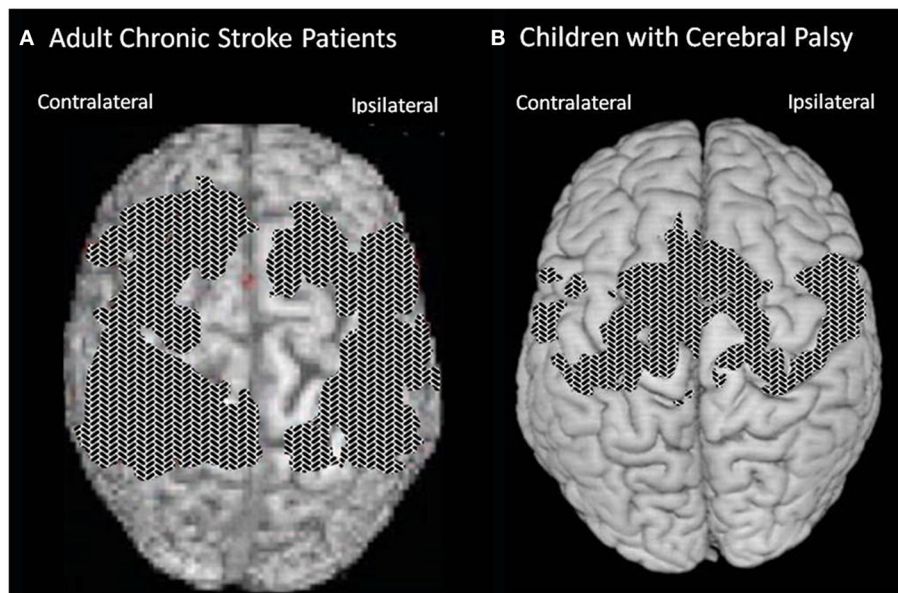 A Adult Chronic Stroke Patients
B Children with Cerebral Palsy
Contralateral Ipsilateral
Contralateral Ipsilateral